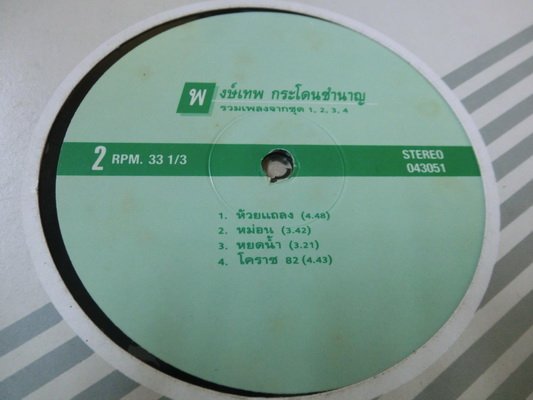 พงษ์เทพ กระโดนชำนาญ
รวมเพลงจากชุด 1, 2, 3, 4
2 RPM. 33 1/3
STEREO
043051
1. ห้วยแถลง (4.48)
2. หม่อน (3.42)
3. หยดน้ำ (3.21)
4. โคราช 82 (4.43)